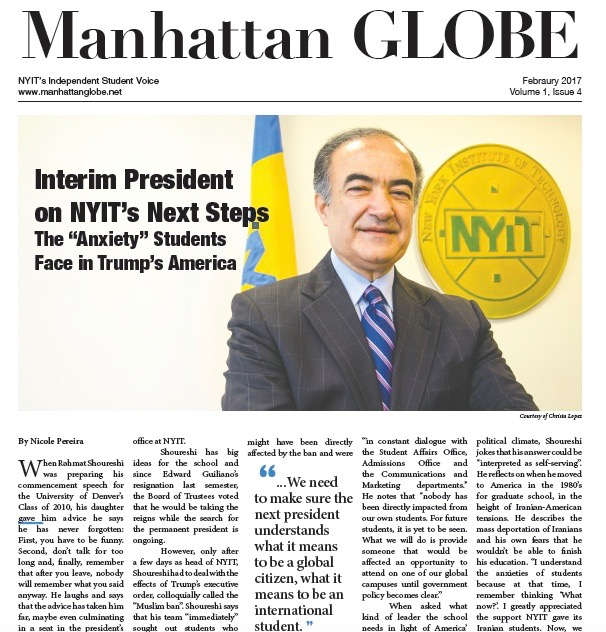 Manhattan GLOBE
NYIT's Independent Student Voice
www.manhattanglobe.net
Febraury 2017
Volume 1, Issue 4
Interim President
on NYIT's Next Steps
The “Anxiety” Students
Face in Trump's America
NEW YORK INSTITUTE OF TECHNOLOGY
NYIT
Courtesy of Christa Lopez
By Nicole Pereira
When Rahmat Shoureshi
was preparing his
commencement speech for
the University of Denver's
Class of 2010, his daughter
gave him advice he says
he has never forgotten:
First, you have to be funny.
Second, don't talk for too
long and, finally, remember
that after you leave, nobody
will remember what you said
anyway. He laughs and says
that the advice has taken him
far, maybe even culminating
in a seat in the president's
office at NYIT.
Shoureshi has big
ideas for the school and
since Edward Guiliano's
resignation last semester,
the Board of Trustees voted
that he would be taking the
reigns while the search for
the permanent president is
ongoing.
However, only after
a few days as head of NYIT,
Shoureshi had to deal with the
effects of Trump's executive
order, colloquially called the
“Muslim ban”. Shoureshi says
that his team “immediately”
sought out students who
might have been directly
affected by the ban and were
“
...We need
to make sure the
next president
understands
what it means
to be a global
citizen, what it
means to be an
international
student. ”
“in constant dialogue with
the Student Affairs Office,
Admissions Office and
the Communications and
Marketing departments.”
He notes that “nobody has
been directly impacted from
our own students. For future
students, it is yet to be seen.
What we will do is provide
someone that would be
affected an opportunity to
attend on one of our global
campuses until government
policy becomes clear.”
When asked what
kind of leader the school
needs in light of America'
political climate, Shoureshi
jokes that his answer could be
“interpreted as self-serving”.
He reflects on when he moved
to America in the 1980's
for graduate school, in the
height of Iranian-American
tensions. He describes the
mass deportation of Iranians
and his own fears that he
wouldn't be able to finish
his education. “I understand
the anxieties of students
because at that time, I
remember thinking 'What
now?'. I greatly appreciated
the support NYIT gave its
Iranian students. Now, we